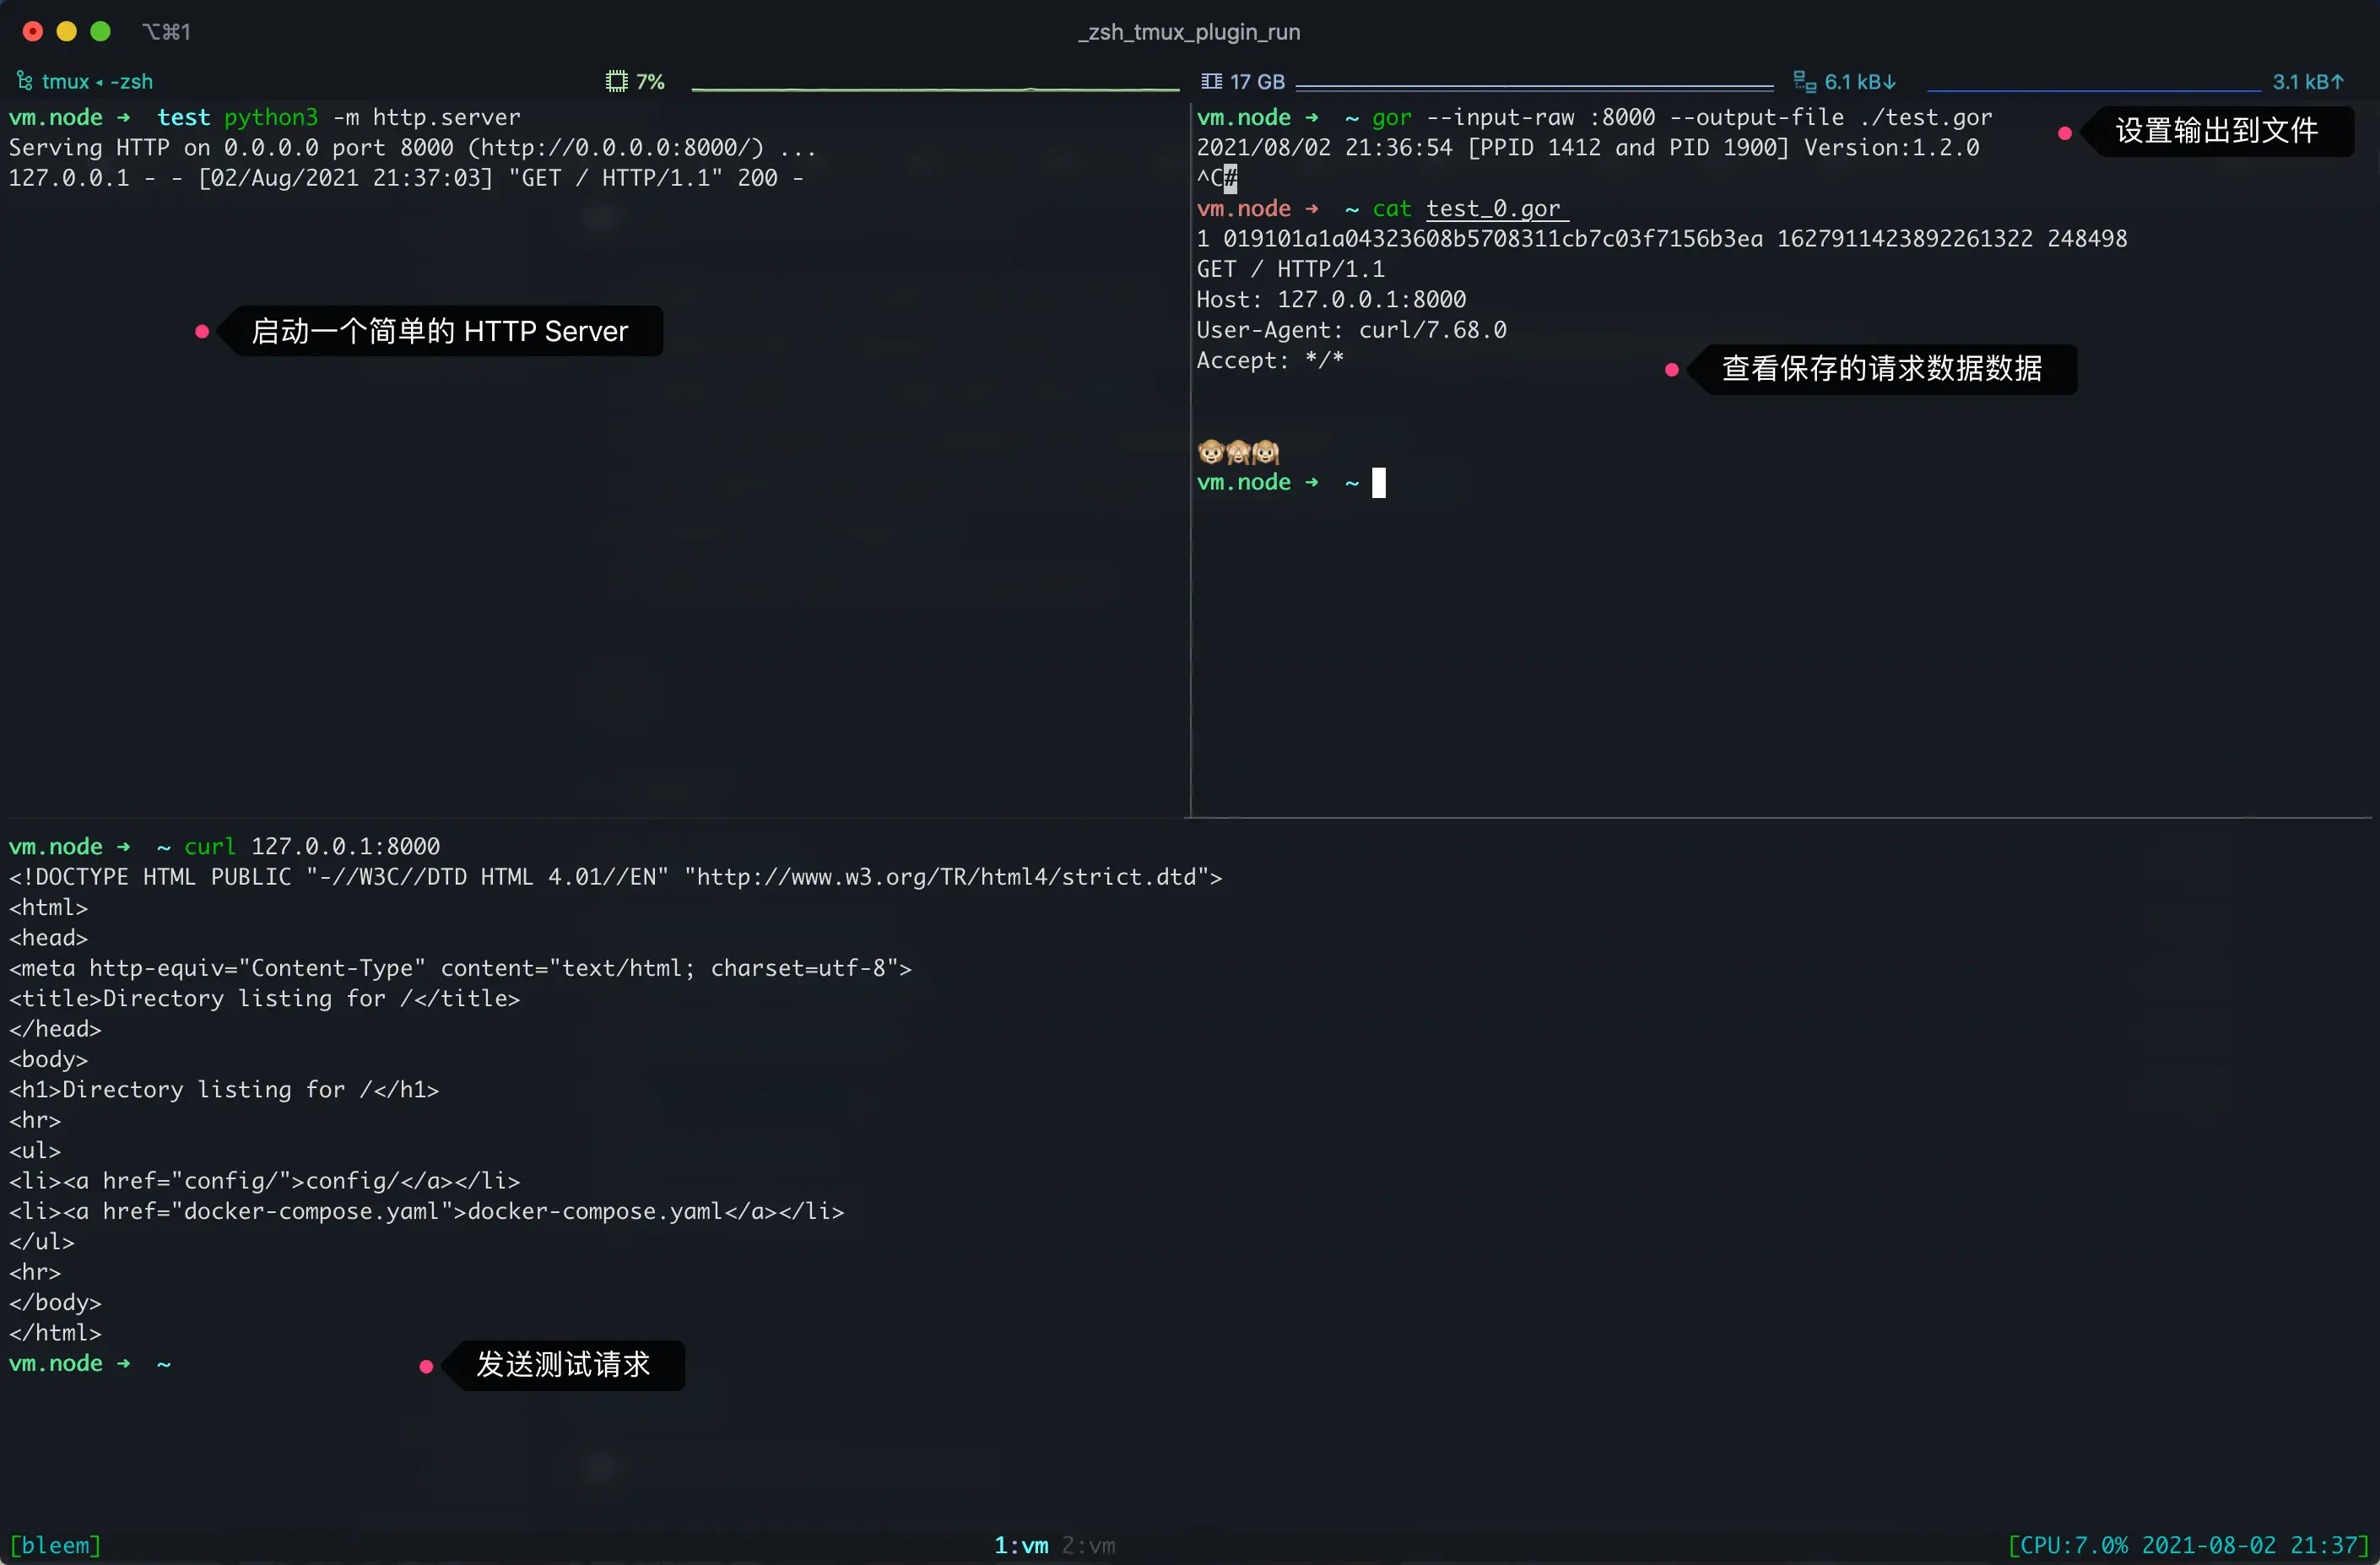 ⌥⌘1
_zsh_tmux_plugin_run
tmux ◂ -zsh
7%
17 GB
6.1 kB↓
3.1 kB↑
vm.node ➜  test python3 -m http.server
Serving HTTP on 0.0.0.0 port 8000 (http://0.0.0.0:8000/) ...
127.0.0.1 - - [02/Aug/2021 21:37:03] "GET / HTTP/1.1" 200 -
启动一个简单的 HTTP Server
vm.node ➜  ~ gor --input-raw :8000 --output-file ./test.gor
设置输出到文件
2021/08/02 21:36:54 [PPID 1412 and PID 1900] Version:1.2.0
^C#
vm.node ➜  ~ cat test_0.gor
1 019101a1a04323608b5708311cb7c03f7156b3ea 1627911423892261322 248498
GET / HTTP/1.1
Host: 127.0.0.1:8000
User-Agent: curl/7.68.0
Accept: */*
查看保存的请求数据数据
🐵🙈🙉
vm.node ➜  ~
vm.node ➜  ~ curl 127.0.0.1:8000
<!DOCTYPE HTML PUBLIC "-//W3C//DTD HTML 4.01//EN" "http://www.w3.org/TR/html4/strict.dtd">
<html>
<head>
<meta http-equiv="Content-Type" content="text/html; charset=utf-8">
<title>Directory listing for /</title>
</head>
<body>
<h1>Directory listing for /</h1>
<hr>
<ul>
<li><a href="config/">config/</a></li>
<li><a href="docker-compose.yaml">docker-compose.yaml</a></li>
</ul>
<hr>
</body>
</html>
vm.node ➜  ~
发送测试请求
[bleem]
1:vm 2:vm
[CPU:7.0% 2021-08-02 21:37]